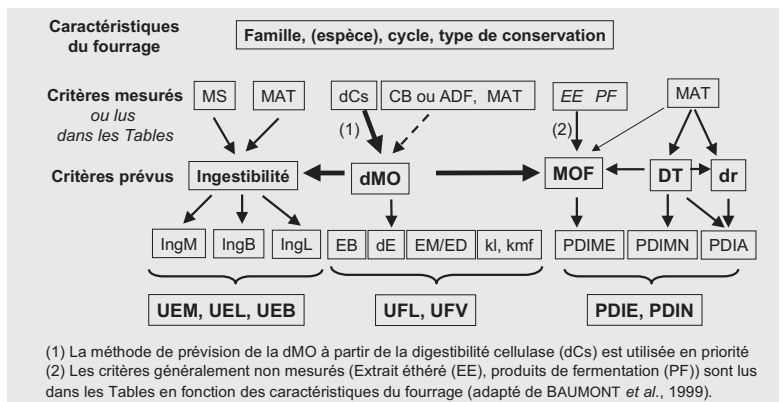 Caractéristiques
du fourrage
Famille, (espèce), cycle, type de conservation
Critères mesurés
ou lus
dans les Tables
MS MAT dCs CB ou ADF, MAT EE PF MAT
(1) (2)
Critères prévus Ingestibilité dMO MOF DT dr
IngM IngB IngL EB dE EM/ED kl, kmf PDIME PDIMN PDIA
UEM, UEL, UEB UFL, UFV PDIE, PDIN
(1) La méthode de prévision de la dMO à partir de la digestibilité cellulase (dCs) est utilisée en priorité
(2) Les critères généralement non mesurés (Extrait éthéré (EE), produits de fermentation (PF)) sont lus
dans les Tables en fonction des caractéristiques du fourrage (adapté de BAUMONT et al., 1999).